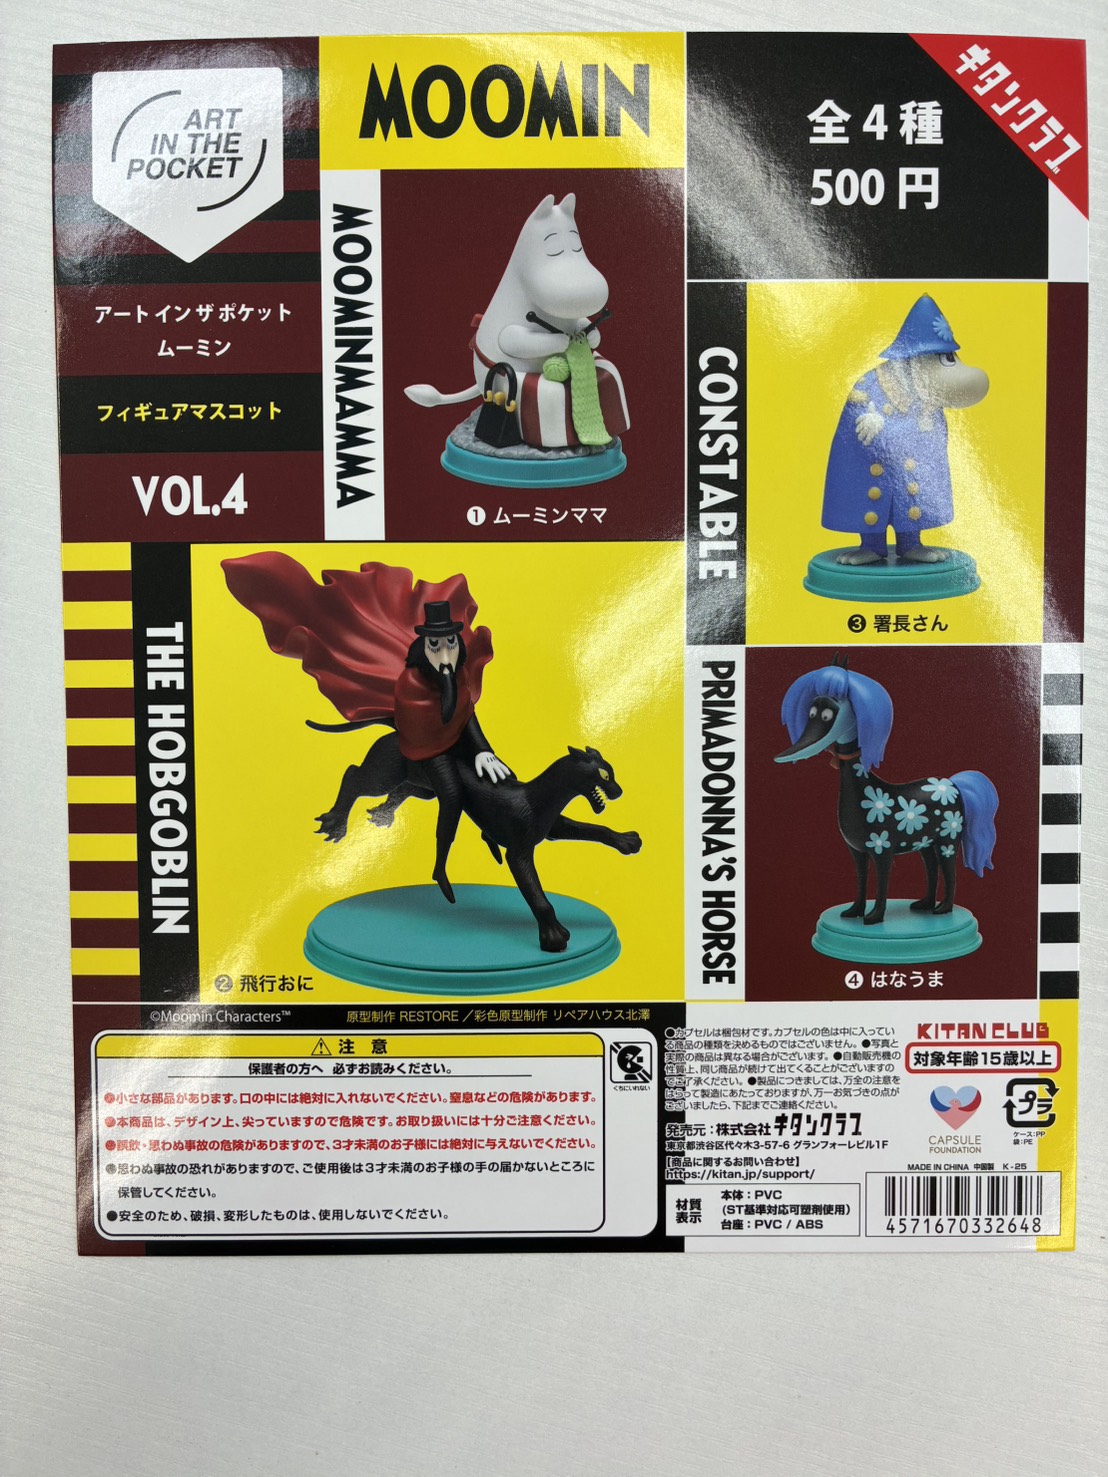 ART
IN THE
POCKET
アート イン ザ ポケット
ムーミン
フィギュアマスコット
VOL.4
MOOMIN
全4種
500円
キタンクラブ
MOOMINMAMMA
❶ ムーミンママ
CONSTABLE
❸ 署長さん
THE HOBGOBLIN
❷ 飛行おに
PRIMADONNA'S HORSE
❹ はなうま
©Moomin Characters™
原型制作 RESTORE ／彩色原型制作 リペアハウス北澤
注 意
保護者の方へ 必ずお読みください。
●小さな部品があります。口の中には絶対に入れないでください。窒息などの危険があります。
●本商品は、デザイン上、尖っていますので危険です。お取り扱いには十分ご注意ください。
●誤飲・思わぬ事故の危険がありますので、3才未満のお子様には絶対に与えないでください。
●思わぬ事故の恐れがありますので、ご使用後は3才未満のお子様の手の届かないところに
保管してください。
●安全のため、破損、変形したものは、使用しないでください。
くちにいれない
●カプセルは梱包材です。カプセルの色は中に入ってい
る商品の種類を決めるものではございません。●写真と
実際の商品は異なる場合がございます。●自動販売機の
性質上、同じ商品が続けて出てくることがございますの
でご了承ください。●製品につきましては、万全の注意を
はらって製造にあたっておりますが、万一お気づきの点が
ございましたら、下記までご連絡ください。
発売元：株式会社キタンクラブ
東京都渋谷区代々木3-57-6 グランフォーレビル1F
【商品に関するお問い合わせ】
https://kitan.jp/support/
材質
表示
本体：PVC
（ST基準対応可塑剤使用）
台座：PVC / ABS
KITAN CLUB
対象年齢15歳以上
CAPSULE
FOUNDATION
プラ
ケース:PP
袋:PE
MADE IN CHINA 中国製 K-25
4571670332648